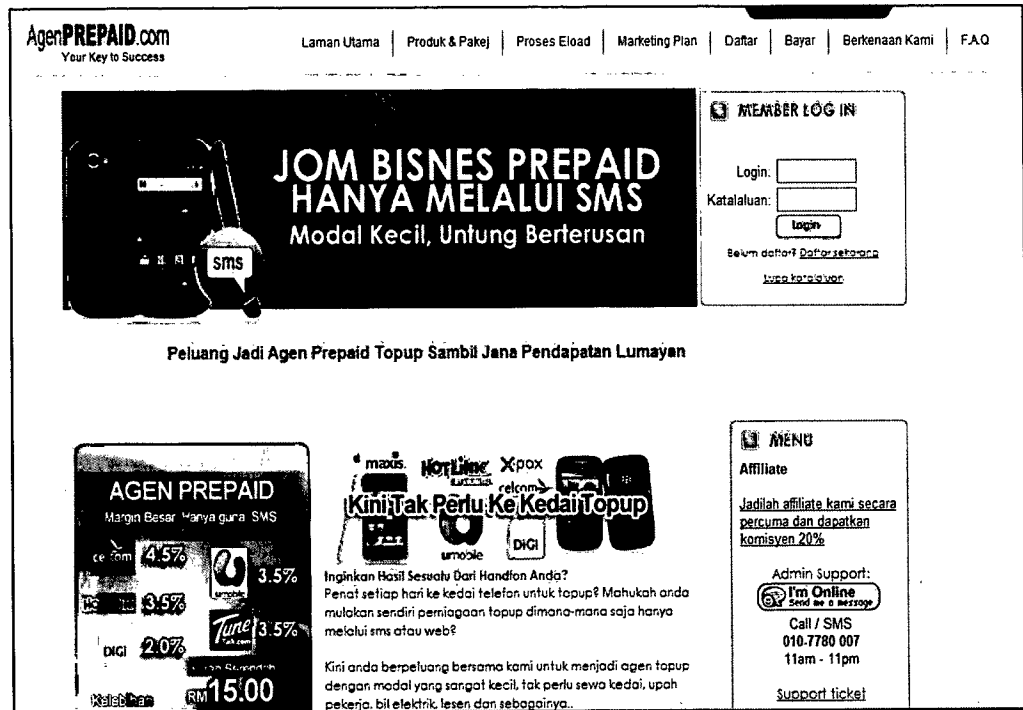 AgenPREPAID.com
Your Key to Success
Laman Utama | Produk & Pakej | Proses Eload | Marketing Plan | Daftar | Bayar | Berkenaan Kami | F.A.Q
JOM BISNES PREPAID
HANYA MELALUI SMS
Modal Kecil, Untung Berterusan
sms
MEMBER LOG IN
Login:
Katalaluan:
Login
Belum daftar? Daftar sekarang
Lupa katalaluan
Peluang Jadi Agen Prepaid Topup Sambil Jana Pendapatan Lumayan
AGEN PREPAID
Margin Besar Hanya guna SMS
4.5%
umobile
3.5%
3.5%
Tune
Talk.com
3.5%
DiGi
2.0%
Kelebihan
RM15.00
maxis.
HOTLINK
X-pax
celcom
Kini Tak Perlu Ke Kedai Topup
umobile
DiGi
Inginkan Hasil Sesuatu Dari Handfon Anda?
Penat setiap hari ke kedai telefon untuk topup? Mahukah anda
mulakan sendiri perniagaan topup dimana-mana saja hanya
melalui sms atau web?
Kini anda berpeluang bersama kami untuk menjadi agen topup
dengan modal yang sangat kecil, tak perlu sewa kedai, upah
pekerja, bil elektrik, lesen dan sebagainya..
MENU
Affiliate
Jadilah affiliate kami secara
percuma dan dapatkan
komisyen 20%
Admin Support:
I'm Online
Send me a message
Call / SMS
010-7780 007
11am - 11pm
Support ticket